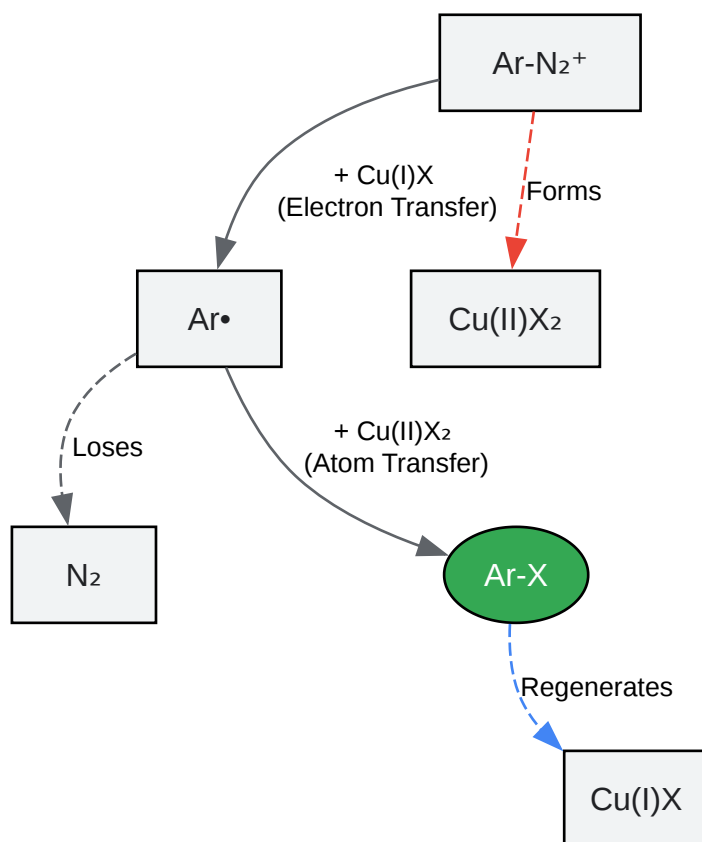 Ar-N₂⁺
+ Cu(I)X
(Electron Transfer)
Forms
Ar•
Cu(II)X₂
+ Cu(II)X₂
(Atom Transfer)
Loses
N₂
Ar-X
Regenerates
Cu(I)X